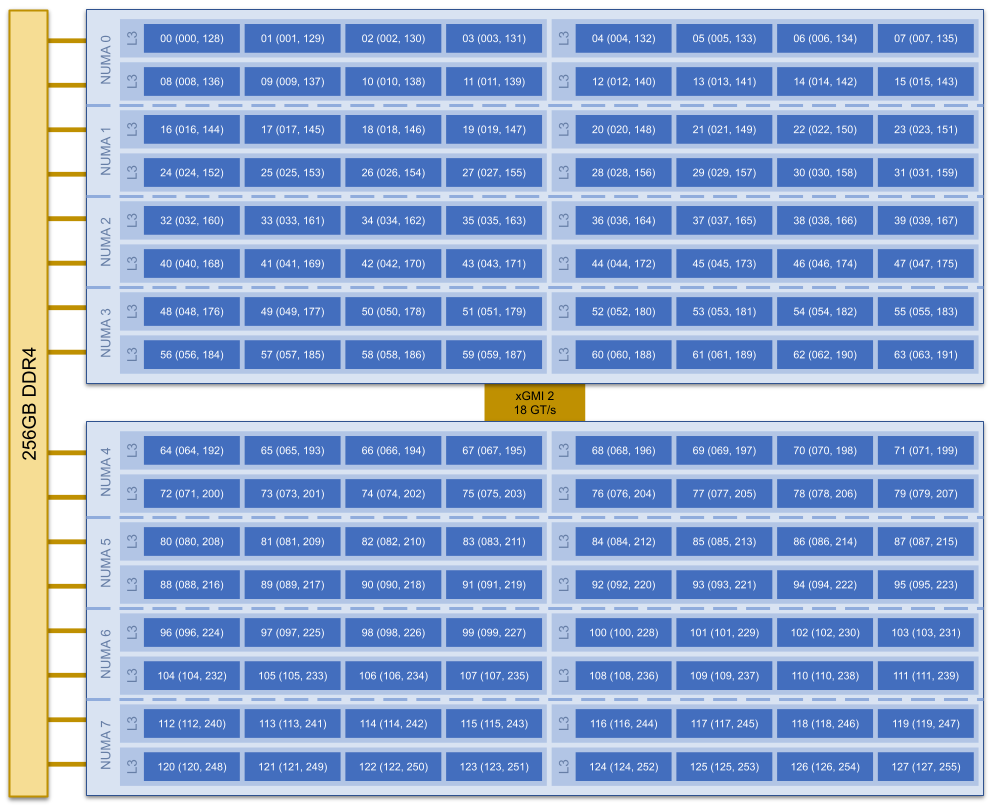 256GB DDR4
NUMA 0
L3 00 (000, 128) 01 (001, 129) 02 (002, 130) 03 (003, 131) L3 04 (004, 132) 05 (005, 133) 06 (006, 134) 07 (007, 135)
L3 08 (008, 136) 09 (009, 137) 10 (010, 138) 11 (011, 139) L3 12 (012, 140) 13 (013, 141) 14 (014, 142) 15 (015, 143)
NUMA 1
L3 16 (016, 144) 17 (017, 145) 18 (018, 146) 19 (019, 147) L3 20 (020, 148) 21 (021, 149) 22 (022, 150) 23 (023, 151)
L3 24 (024, 152) 25 (025, 153) 26 (026, 154) 27 (027, 155) L3 28 (028, 156) 29 (029, 157) 30 (030, 158) 31 (031, 159)
NUMA 2
L3 32 (032, 160) 33 (033, 161) 34 (034, 162) 35 (035, 163) L3 36 (036, 164) 37 (037, 165) 38 (038, 166) 39 (039, 167)
L3 40 (040, 168) 41 (041, 169) 42 (042, 170) 43 (043, 171) L3 44 (044, 172) 45 (045, 173) 46 (046, 174) 47 (047, 175)
NUMA 3
L3 48 (048, 176) 49 (049, 177) 50 (050, 178) 51 (051, 179) L3 52 (052, 180) 53 (053, 181) 54 (054, 182) 55 (055, 183)
L3 56 (056, 184) 57 (057, 185) 58 (058, 186) 59 (059, 187) L3 60 (060, 188) 61 (061, 189) 62 (062, 190) 63 (063, 191)
xGMI 2
18 GT/s
NUMA 4
L3 64 (064, 192) 65 (065, 193) 66 (066, 194) 67 (067, 195) L3 68 (068, 196) 69 (069, 197) 70 (070, 198) 71 (071, 199)
L3 72 (071, 200) 73 (073, 201) 74 (074, 202) 75 (075, 203) L3 76 (076, 204) 77 (077, 205) 78 (078, 206) 79 (079, 207)
NUMA 5
L3 80 (080, 208) 81 (081, 209) 82 (082, 210) 83 (083, 211) L3 84 (084, 212) 85 (085, 213) 86 (086, 214) 87 (087, 215)
L3 88 (088, 216) 89 (089, 217) 90 (090, 218) 91 (091, 219) L3 92 (092, 220) 93 (093, 221) 94 (094, 222) 95 (095, 223)
NUMA 6
L3 96 (096, 224) 97 (097, 225) 98 (098, 226) 99 (099, 227) L3 100 (100, 228) 101 (101, 229) 102 (102, 230) 103 (103, 231)
L3 104 (104, 232) 105 (105, 233) 106 (106, 234) 107 (107, 235) L3 108 (108, 236) 109 (109, 237) 110 (110, 238) 111 (111, 239)
NUMA 7
L3 112 (112, 240) 113 (113, 241) 114 (114, 242) 115 (115, 243) L3 116 (116, 244) 117 (117, 245) 118 (118, 246) 119 (119, 247)
L3 120 (120, 248) 121 (121, 249) 122 (122, 250) 123 (123, 251) L3 124 (124, 252) 125 (125, 253) 126 (126, 254) 127 (127, 255)